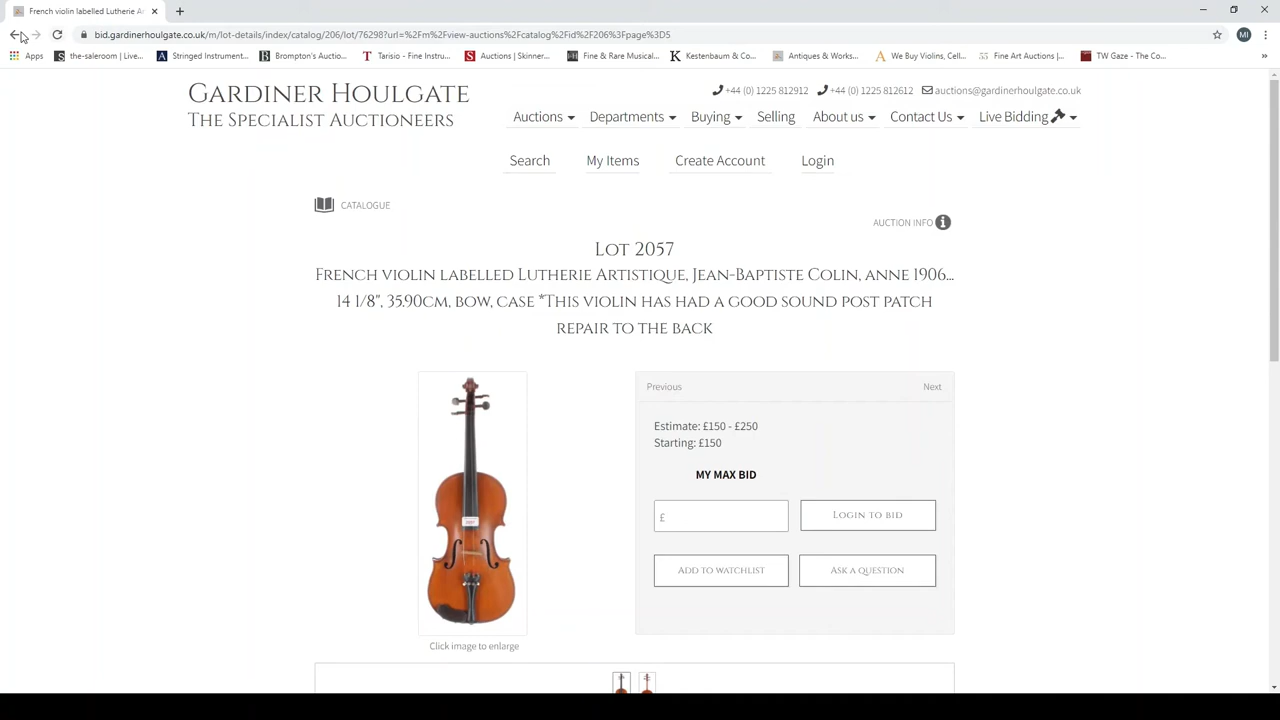 French violin labelled Lutherie Ar
bid.gardinerhoulgate.co.uk/m/lot-details/index/catalog/206/lot/76298?url=%2Fm%2Fview-auctions%2Fcatalog%2Fid%2F206%3Fpage%3D5
MI
Apps
the-saleroom | Live...
Stringed Instrument...
Brompton's Auctio...
Tarisio - Fine Instru...
Auctions | Skinner...
Fine & Rare Musical...
Kestenbaum & Co...
Antiques & Works...
We Buy Violins, Cell...
Fine Art Auctions |...
TW Gaze - The Co...
GARDINER HOULGATE
THE SPECIALIST AUCTIONEERS
+44 (0) 1225 812912
+44 (0) 1225 812612
auctions@gardinerhoulgate.co.uk
Auctions
Departments
Buying
Selling
About us
Contact Us
Live Bidding
Search
My Items
Create Account
Login
CATALOGUE
AUCTION INFO
LOT 2057
FRENCH VIOLIN LABELLED LUTHERIE ARTISTIQUE, JEAN-BAPTISTE COLIN, ANNE 1906...
14 1/8", 35.90CM, BOW, CASE *THIS VIOLIN HAS HAD A GOOD SOUND POST PATCH
REPAIR TO THE BACK
Previous
Next
Estimate: £150 - £250
Starting: £150
MY MAX BID
£
LOGIN TO BID
ADD TO WATCHLIST
ASK A QUESTION
Click image to enlarge